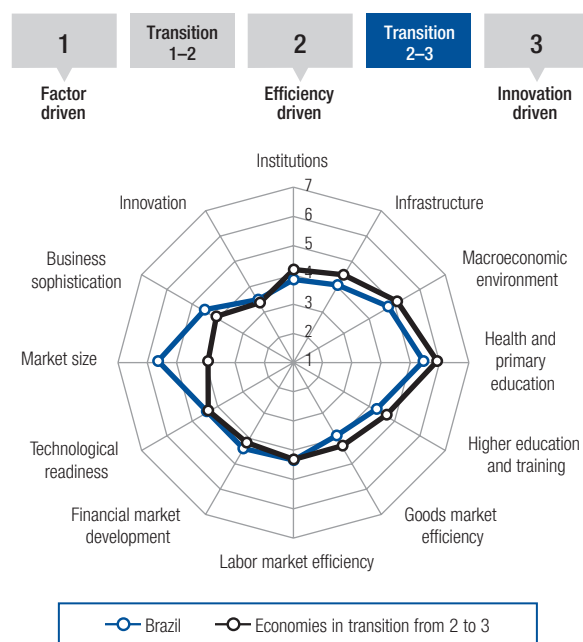 1
Transition
1–2
2
Transition
2–3
3
Factor
driven
Efficiency
driven
Innovation
driven
Institutions
Infrastructure
Macroeconomic
environment
Health and
primary
education
Higher education
and training
Goods market
efficiency
Labor market efficiency
Financial market
development
Technological
readiness
Market size
Business
sophistication
Innovation
7
6
5
4
3
2
1
Brazil
Economies in transition from 2 to 3